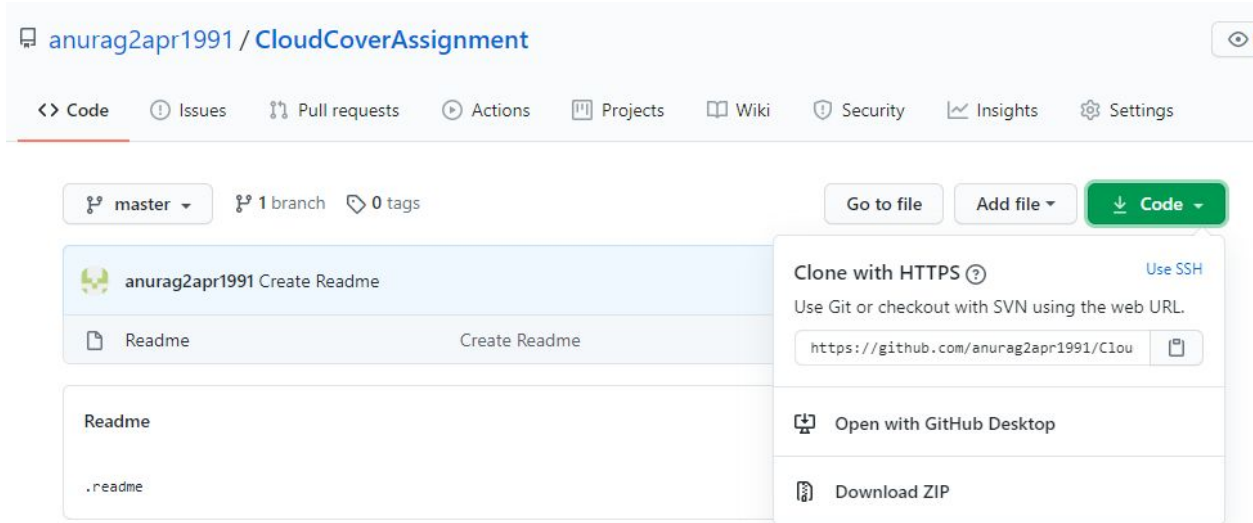 anurag2apr1991 / CloudCoverAssignment
Code Issues Pull requests Actions Projects Wiki Security Insights Settings
master 1 branch 0 tags Go to file Add file Code
anurag2apr1991 Create Readme
Readme Create Readme
Readme
.readme
Clone with HTTPS
Use SSH
Use Git or checkout with SVN using the web URL.
https://github.com/anurag2apr1991/Clou
Open with GitHub Desktop
Download ZIP